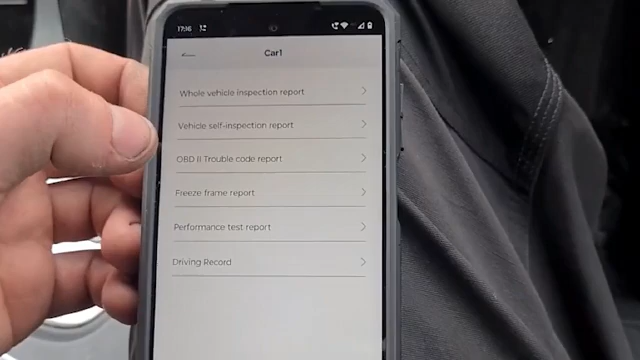 17:16
Car1
Whole vehicle inspection report
Vehicle self-inspection report
OBD II Trouble code report
Freeze frame report
Performance test report
Driving Record